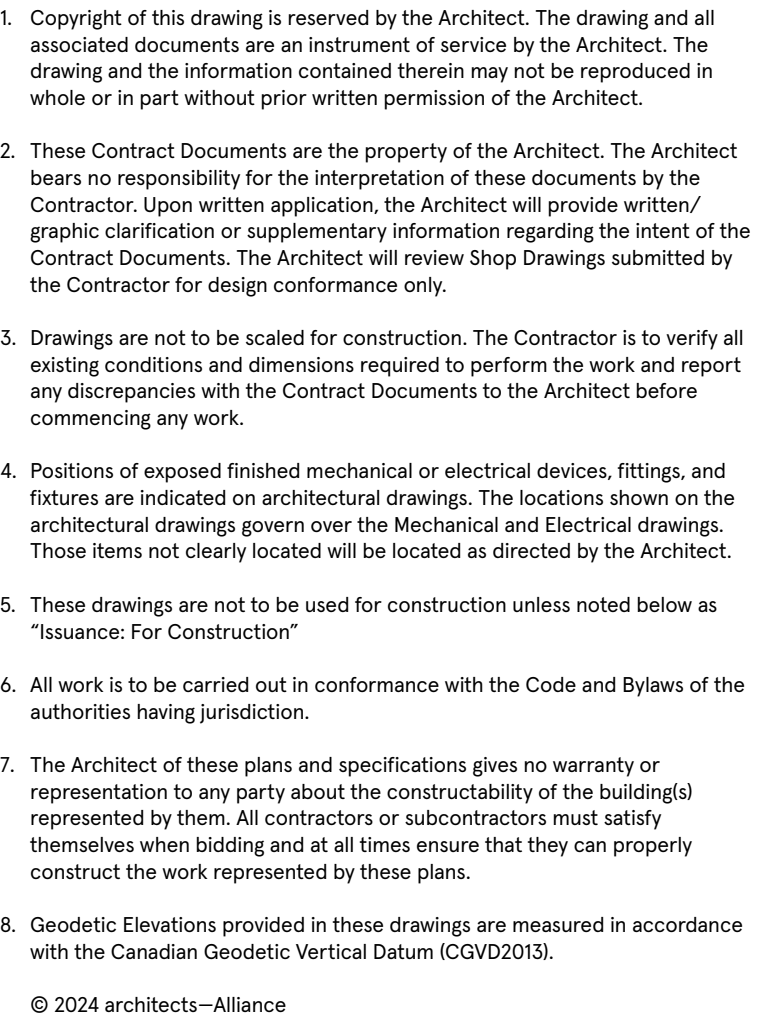 1. Copyright of this drawing is reserved by the Architect. The drawing and all
associated documents are an instrument of service by the Architect. The
drawing and the information contained therein may not be reproduced in
whole or in part without prior written permission of the Architect.
2. These Contract Documents are the property of the Architect. The Architect
bears no responsibility for the interpretation of these documents by the
Contractor. Upon written application, the Architect will provide written/
graphic clarification or supplementary information regarding the intent of the
Contract Documents. The Architect will review Shop Drawings submitted by
the Contractor for design conformance only.
3. Drawings are not to be scaled for construction. The Contractor is to verify all
existing conditions and dimensions required to perform the work and report
any discrepancies with the Contract Documents to the Architect before
commencing any work.
4. Positions of exposed finished mechanical or electrical devices, fittings, and
fixtures are indicated on architectural drawings. The locations shown on the
architectural drawings govern over the Mechanical and Electrical drawings.
Those items not clearly located will be located as directed by the Architect.
5. These drawings are not to be used for construction unless noted below as
“Issuance: For Construction”
6. All work is to be carried out in conformance with the Code and Bylaws of the
authorities having jurisdiction.
7. The Architect of these plans and specifications gives no warranty or
representation to any party about the constructability of the building(s)
represented by them. All contractors or subcontractors must satisfy
themselves when bidding and at all times ensure that they can properly
construct the work represented by these plans.
8. Geodetic Elevations provided in these drawings are measured in accordance
with the Canadian Geodetic Vertical Datum (CGVD2013).
© 2024 architects—Alliance